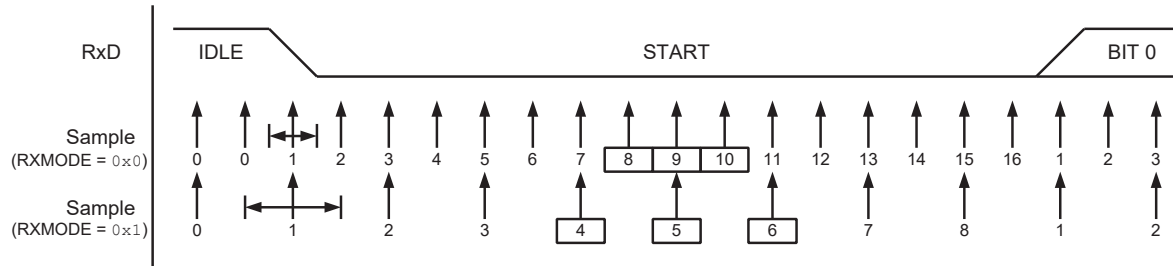 RxD IDLE START BIT 0
Sample
(RXMODE = 0x0) 0 0 1 2 3 4 5 6 7 8 9 10 11 12 13 14 15 16 1 2 3
Sample
(RXMODE = 0x1) 0 1 2 3 4 5 6 7 8 1 2